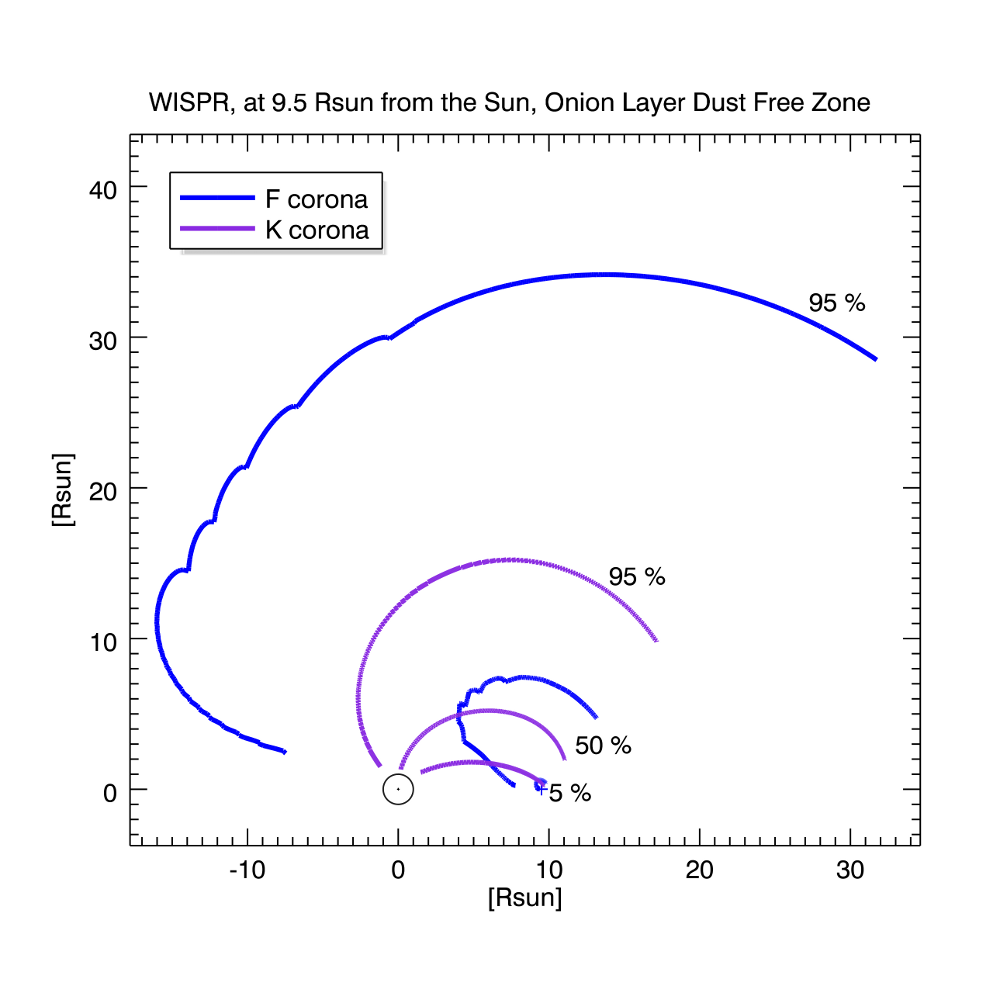 WISPR, at 9.5 Rsun from the Sun, Onion Layer Dust Free Zone
F corona
K corona
40
30
20
10
0
[Rsun]
95 %
95 %
50 %
5 %
-10 0 10 20 30
[Rsun]